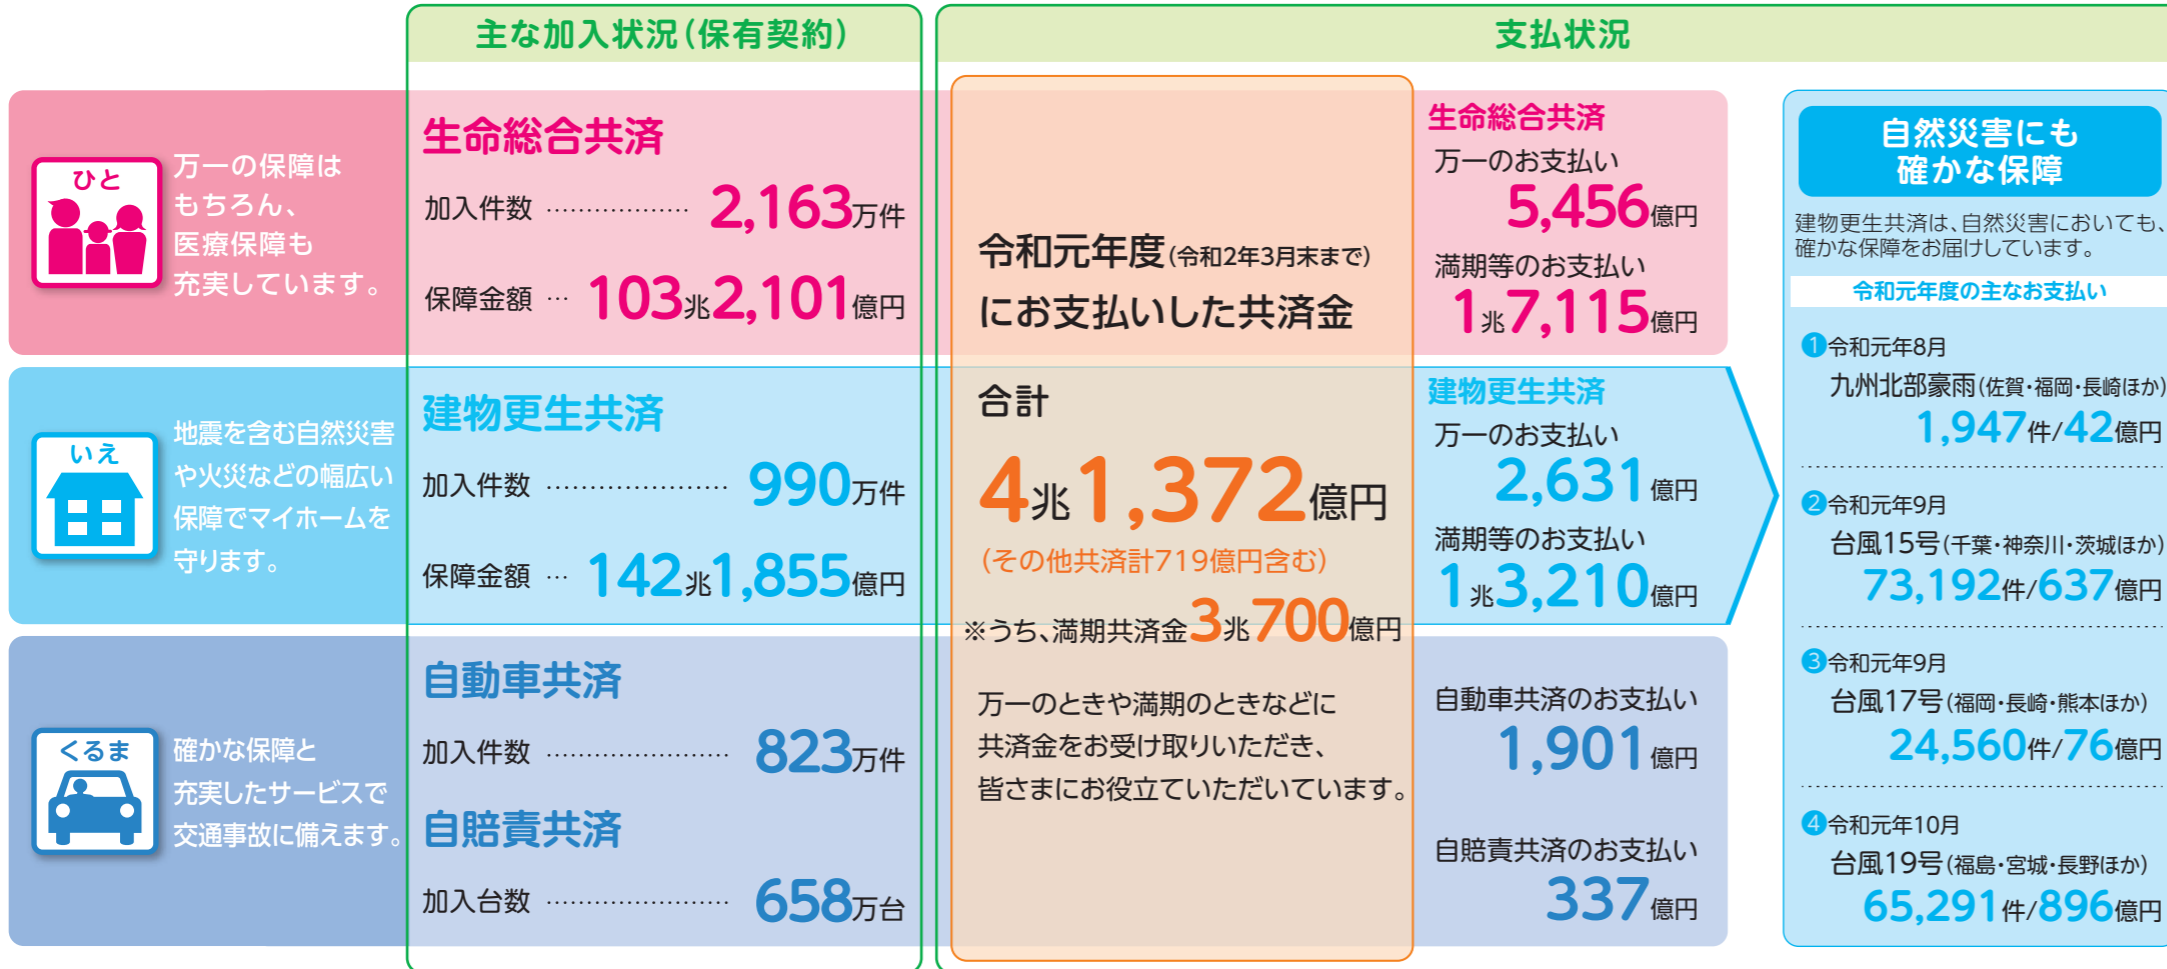 主な加入状況(保有契約)
支払状況
ひと
万一の保障は
もちろん、
医療保障も
充実しています。
生命総合共済
加入件数 ……………… 2,163万件
保障金額 … 103兆2,101億円
いえ
地震を含む自然災害
や火災などの幅広い
保障でマイホームを
守ります。
建物更生共済
加入件数 ………………… 990万件
保障金額 … 142兆1,855億円
くるま
確かな保障と
充実したサービスで
交通事故に備えます。
自動車共済
加入件数 ………………… 823万件
自賠責共済
加入台数 ………………… 658万台
令和元年度(令和2年3月末まで)
にお支払いした共済金
合計
4兆1,372億円
(その他共済計719億円含む)
※うち、満期共済金3兆700億円
万一のときや満期のときなどに
共済金をお受け取りいただき、
皆さまにお役立ていただいています。
生命総合共済
万一のお支払い
5,456億円
満期等のお支払い
1兆7,115億円
建物更生共済
万一のお支払い
2,631億円
満期等のお支払い
1兆3,210億円
自動車共済のお支払い
1,901億円
自賠責共済のお支払い
337億円
自然災害にも
確かな保障
建物更生共済は、自然災害においても、
確かな保障をお届けしています。
令和元年度の主なお支払い
❶令和元年8月
九州北部豪雨(佐賀・福岡・長崎ほか)
1,947件/42億円
❷令和元年9月
台風15号(千葉・神奈川・茨城ほか)
73,192件/637億円
❸令和元年9月
台風17号(福岡・長崎・熊本ほか)
24,560件/76億円
❹令和元年10月
台風19号(福島・宮城・長野ほか)
65,291件/896億円